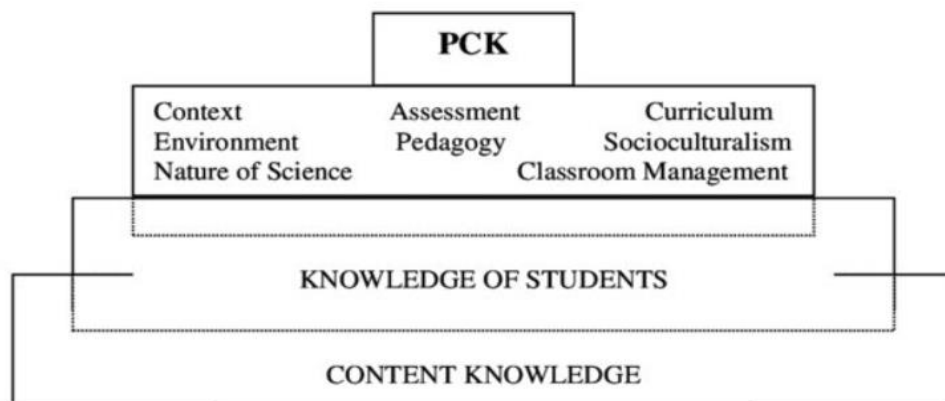 PCK
Context Assessment Curriculum
Environment Pedagogy Socioculturalism
Nature of Science Classroom Management
KNOWLEDGE OF STUDENTS
CONTENT KNOWLEDGE